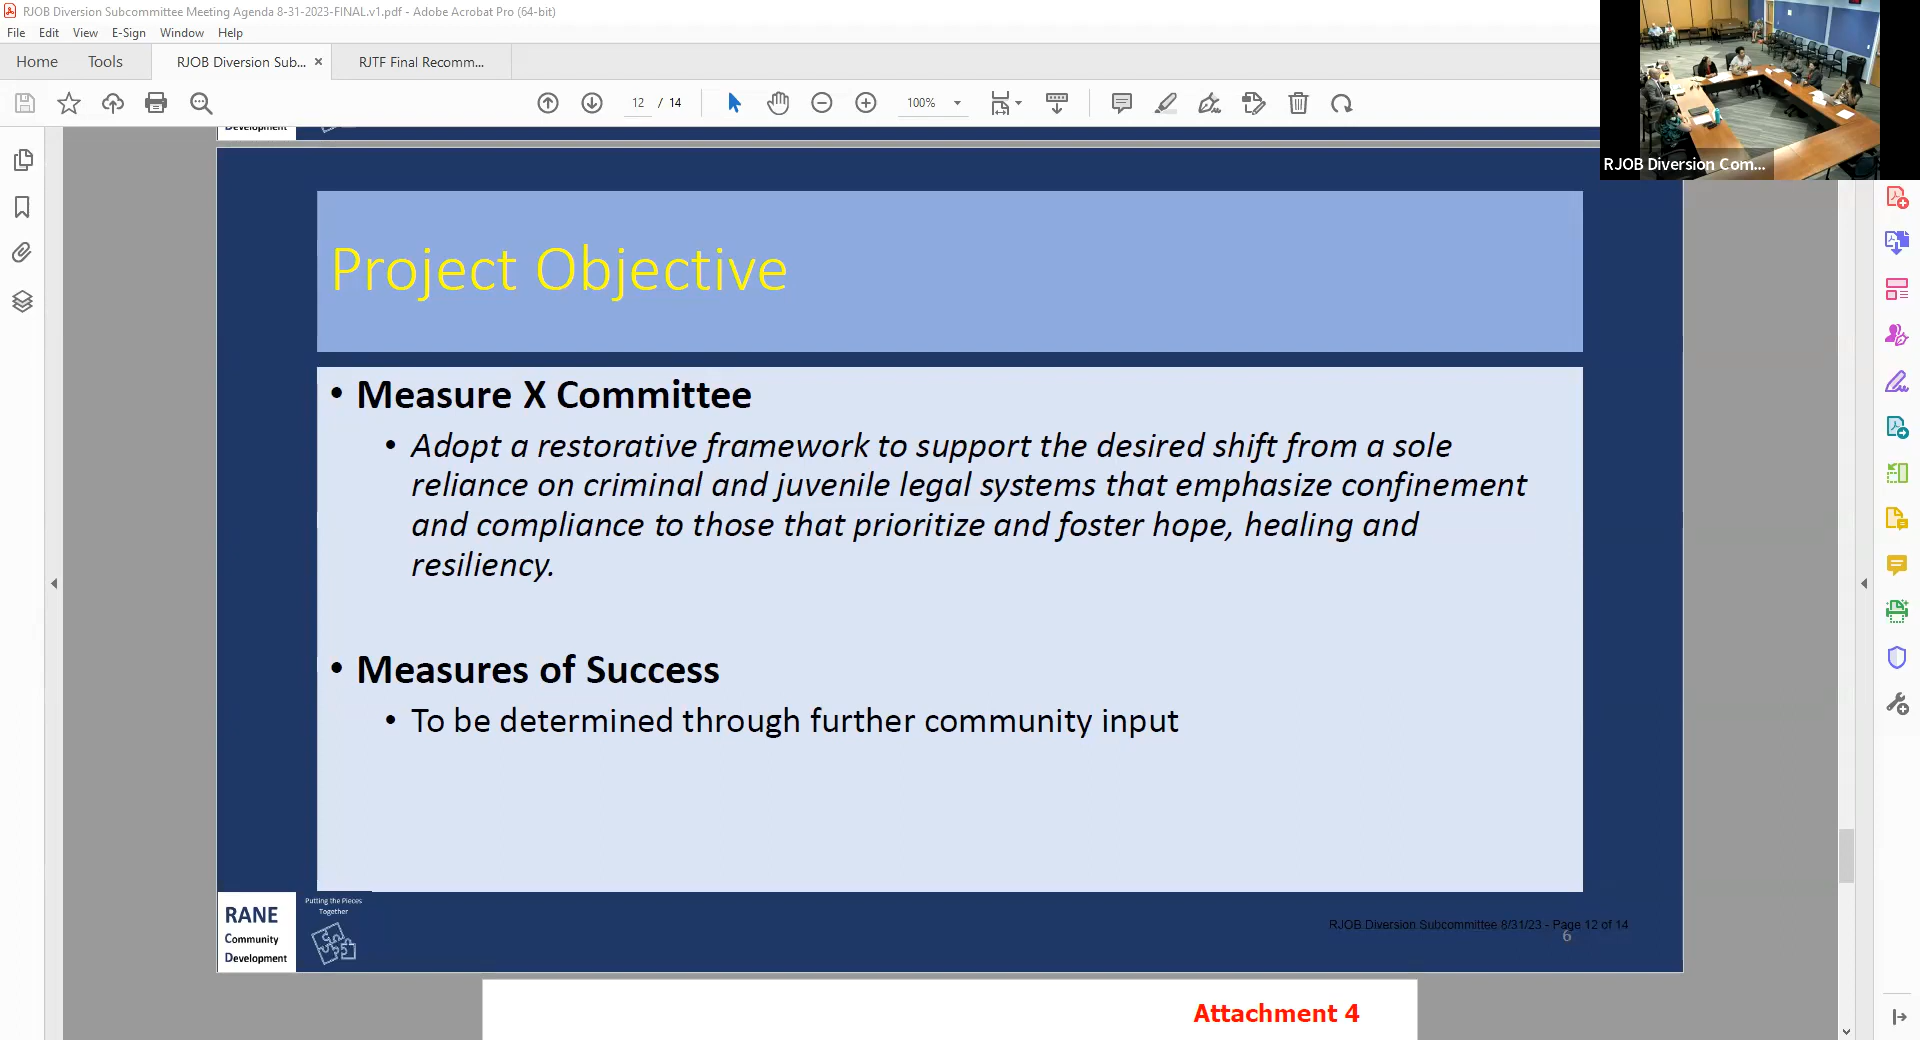 RJOB Diversion Subcommittee Meeting Agenda 8-31-2023-FINAL.v1.pdf - Adobe Acrobat Pro (64-bit)
File Edit View E-Sign Window Help
Home Tools RJOB Diversion Sub... × RJTF Final Recomm...
12 / 14 100%
RJOB Diversion Com...
Development
Project Objective
• Measure X Committee
• Adopt a restorative framework to support the desired shift from a sole
reliance on criminal and juvenile legal systems that emphasize confinement
and compliance to those that prioritize and foster hope, healing and
resiliency.
• Measures of Success
• To be determined through further community input
RANE
Community
Development
Putting the Pieces
Together
RJOB Diversion Subcommittee 8/31/23 - Page 12 of 14
6
Attachment 4